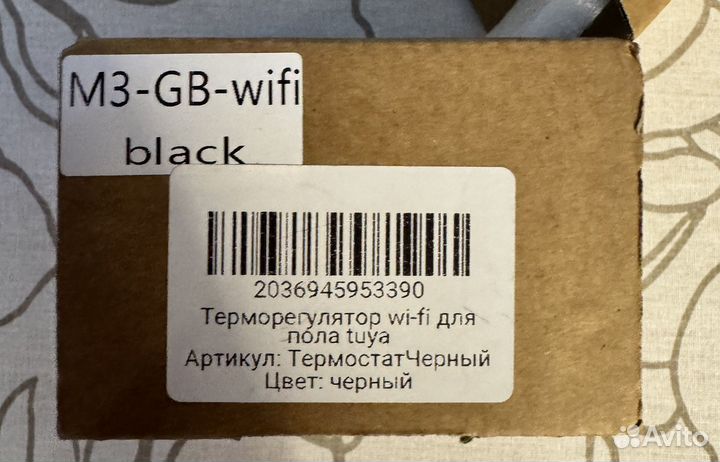 M3-GB-wifi
black
2036945953390
Терморегулятор wi-fi для
пола tuya
Артикул: ТермостатЧерный
Цвет: черный
Avito